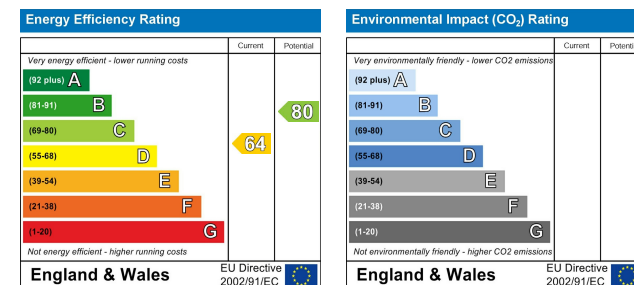 Energy Efficiency Rating
Current Potential
Very energy efficient - lower running costs
(92 plus) A
(81-91) B
80
(69-80) C
64
(55-68) D
(39-54) E
(21-38) F
(1-20) G
Not energy efficient - higher running costs
England & Wales
EU Directive
2002/91/EC
Environmental Impact (CO₂) Rating
Current Potenti
Very environmentally friendly - lower CO2 emissions
(92 plus) A
(81-91) B
(69-80) C
(55-68) D
(39-54) E
(21-38) F
(1-20) G
Not environmentally friendly - higher CO2 emissions
England & Wales
EU Directive
2002/91/EC